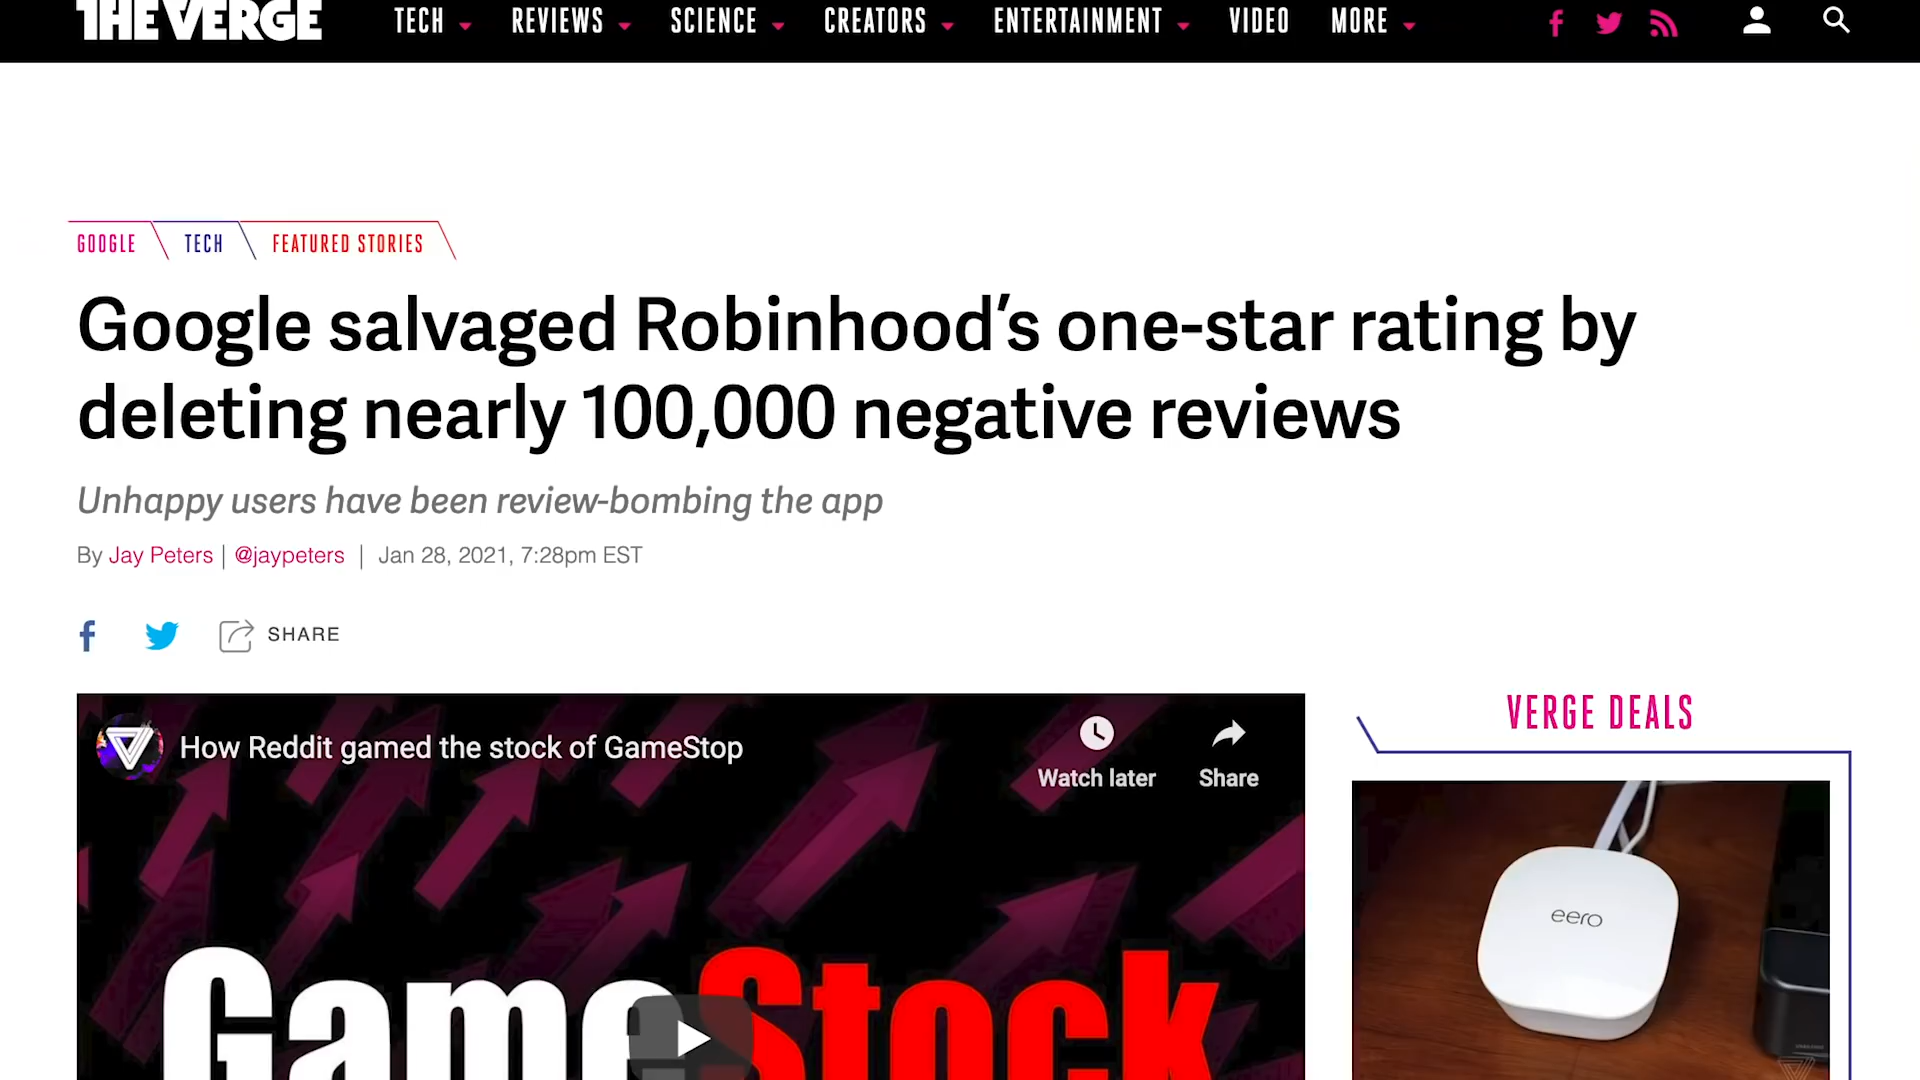 THE VERGE
TECH REVIEWS SCIENCE CREATORS ENTERTAINMENT VIDEO MORE
GOOGLE TECH FEATURED STORIES
Google salvaged Robinhood’s one-star rating by
deleting nearly 100,000 negative reviews
Unhappy users have been review-bombing the app
By Jay Peters | @jaypeters | Jan 28, 2021, 7:28pm EST
SHARE
How Reddit gamed the stock of GameStop
Watch later
Share
GameStock
VERGE DEALS
eero